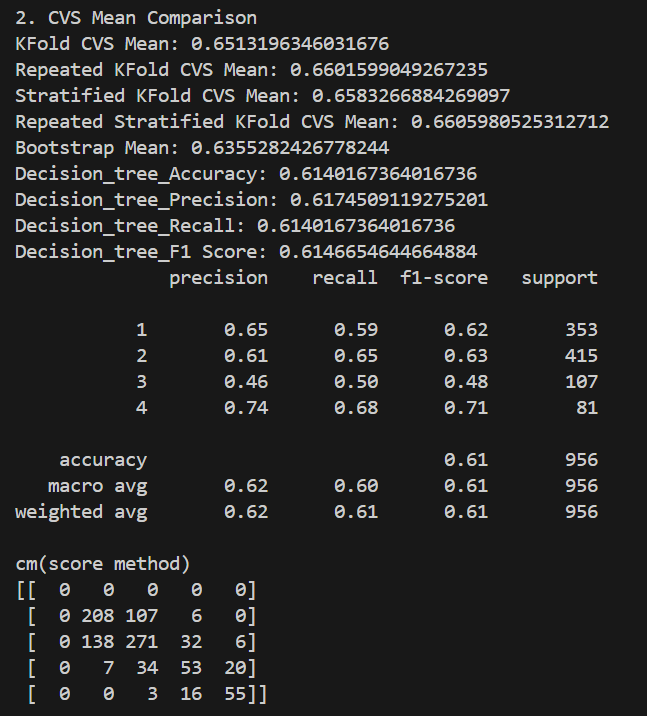 2. CVS Mean Comparison
KFold CVS Mean: 0.6513196346031676
Repeated KFold CVS Mean: 0.6601599049267235
Stratified KFold CVS Mean: 0.6583266884269097
Repeated Stratified KFold CVS Mean: 0.6605980525312712
Bootstrap Mean: 0.6355282426778244
Decision_tree_Accuracy: 0.6140167364016736
Decision_tree_Precision: 0.6174509119275201
Decision_tree_Recall: 0.6140167364016736
Decision_tree_F1 Score: 0.6146654644664884
              precision    recall  f1-score   support

           1       0.65      0.59      0.62       353
           2       0.61      0.65      0.63       415
           3       0.46      0.50      0.48       107
           4       0.74      0.68      0.71        81

    accuracy                           0.61       956
   macro avg       0.62      0.60      0.61       956
weighted avg       0.62      0.61      0.61       956

cm(score method)
[[  0   0   0   0   0]
 [  0 208 107   6   0]
 [  0 138 271  32   6]
 [  0   7  34  53  20]
 [  0   0   3  16  55]]